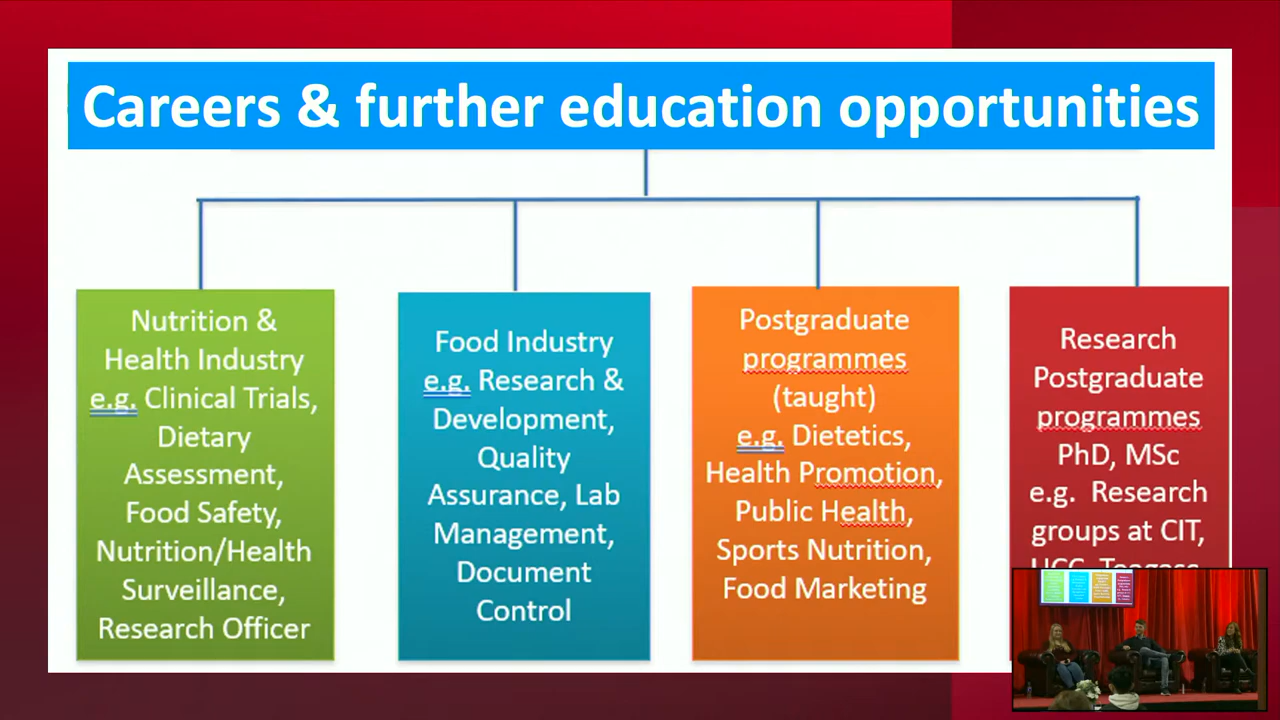 Careers & further education opportunities
Nutrition &
Health Industry
e.g. Clinical Trials,
Dietary
Assessment,
Food Safety,
Nutrition/Health
Surveillance,
Research Officer
Food Industry
e.g. Research &
Development,
Quality
Assurance, Lab
Management,
Document
Control
Postgraduate
programmes
(taught)
e.g. Dietetics,
Health Promotion,
Public Health,
Sports Nutrition,
Food Marketing
Research
Postgraduate
programmes
PhD, MSc
e.g. Research
groups at CIT,